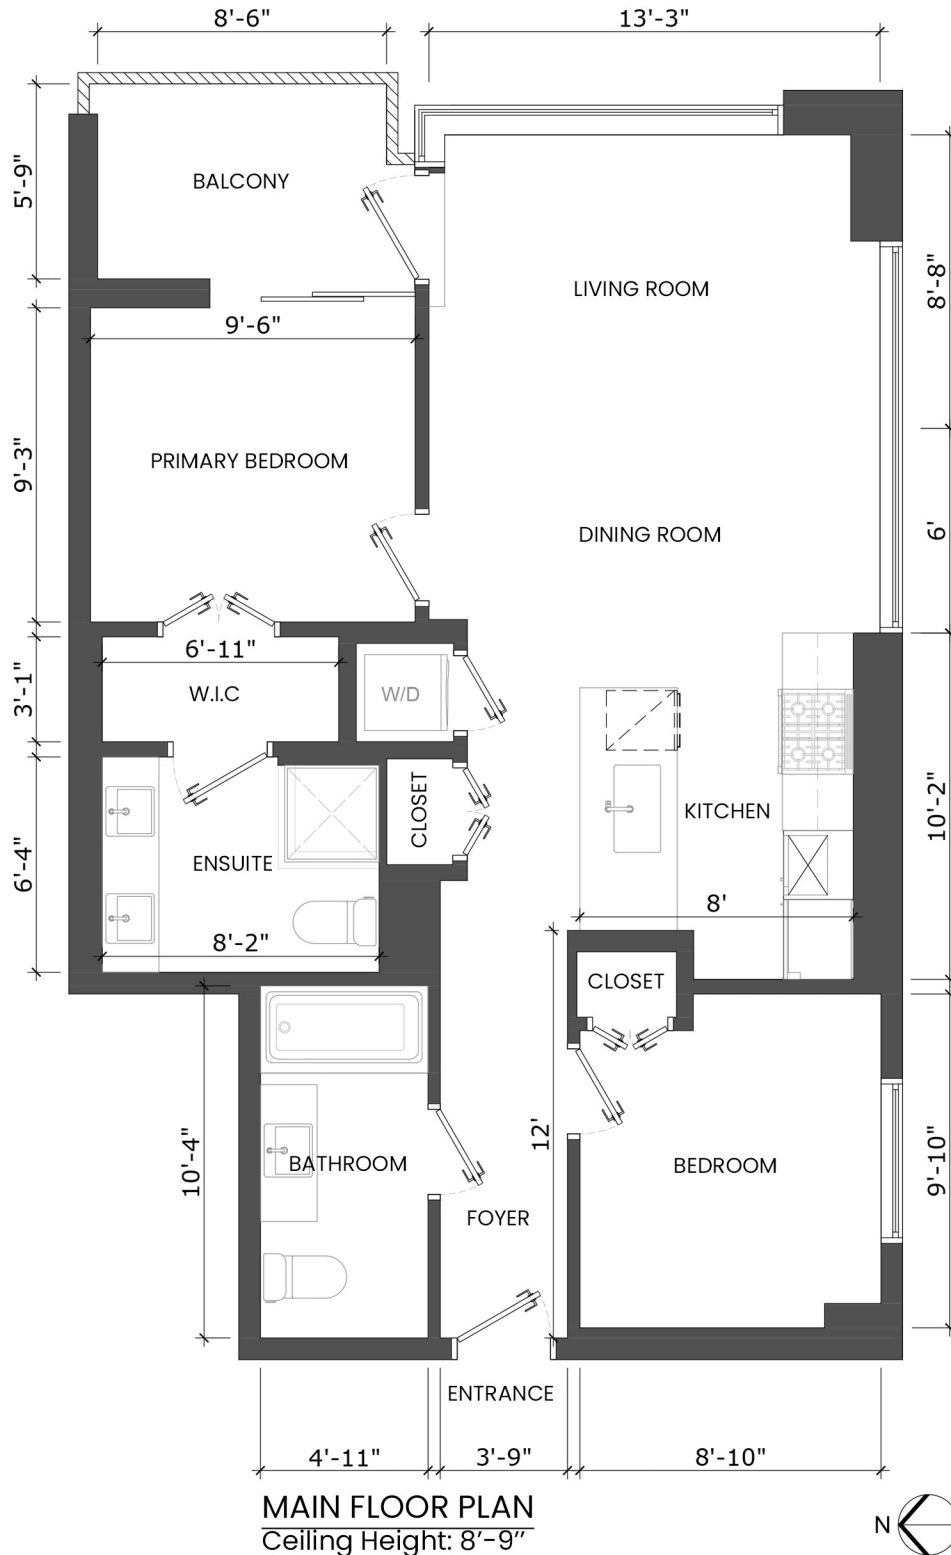 8'-6"
13'-3"
5'-9"
BALCONY
LIVING ROOM
8'-8"
9'-6"
9'-3"
PRIMARY BEDROOM
DINING ROOM
6'
6'-11"
3'-1"
W.I.C
W/D
CLOSET
KITCHEN
10'-2"
6'-4"
ENSUITE
8'
8'-2"
CLOSET
10'-4"
BATHROOM
12'
BEDROOM
9'-10"
FOYER
ENTRANCE
4'-11"
3'-9"
8'-10"
MAIN FLOOR PLAN
N
Ceiling Height: 8’-9’’